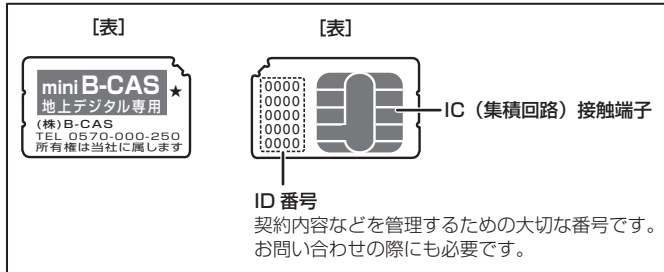 [表]
[表]
mini B-CAS ★
地上デジタル専用
(株)B-CAS
TEL 0570-000-250
所有権は当社に属します
0000
0000
0000
0000
0000
IC（集積回路）接触端子
ID 番号
契約内容などを管理するための大切な番号です。
お問い合わせの際にも必要です。